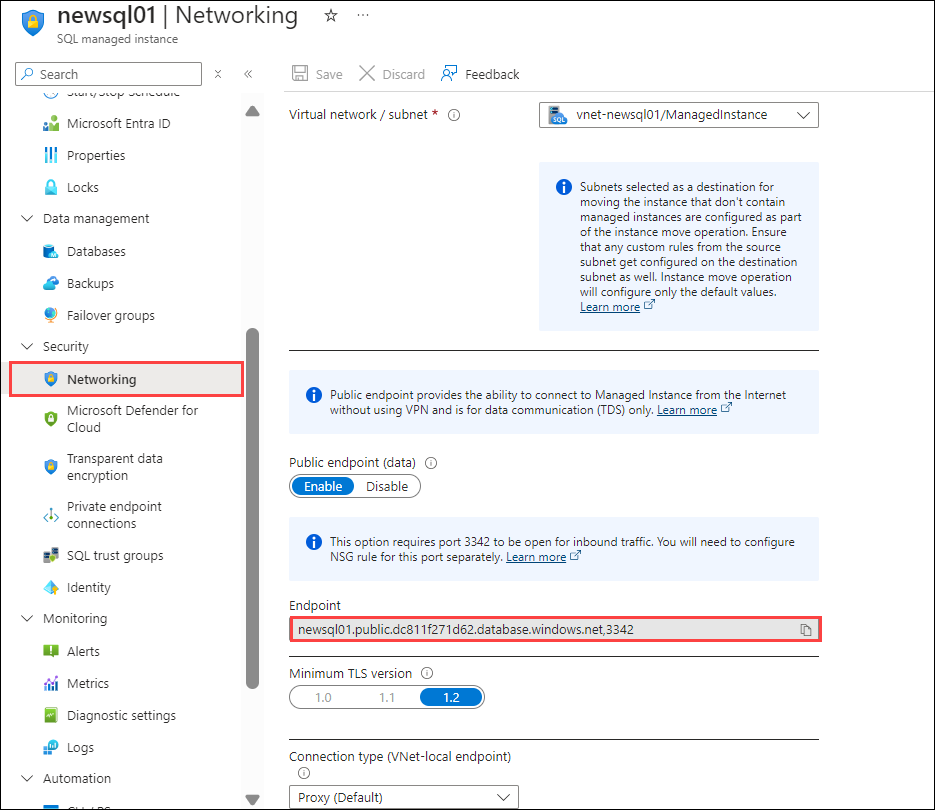 newsql01 | Networking
SQL managed instance
Search
Start/Stop Schedule
Microsoft Entra ID
Properties
Locks
Data management
Databases
Backups
Failover groups
Security
Networking
Microsoft Defender for
Cloud
Transparent data
encryption
Private endpoint
connections
SQL trust groups
Identity
Monitoring
Alerts
Metrics
Diagnostic settings
Logs
Automation
Save
Discard
Feedback
Virtual network / subnet *
SQL
vnet-newsql01/ManagedInstance
Subnets selected as a destination for
moving the instance that don't contain
managed instances are configured as part
of the instance move operation. Ensure
that any custom rules from the source
subnet get configured on the destination
subnet as well. Instance move operation
will configure only the default values.
Learn more
Public endpoint provides the ability to connect to Managed Instance from the Internet
without using VPN and is for data communication (TDS) only. Learn more
Public endpoint (data)
Enable Disable
This option requires port 3342 to be open for inbound traffic. You will need to configure
NSG rule for this port separately. Learn more
Endpoint
newsql01.public.dc811f271d62.database.windows.net,3342
Minimum TLS version
1.0 1.1 1.2
Connection type (VNet-local endpoint)
Proxy (Default)